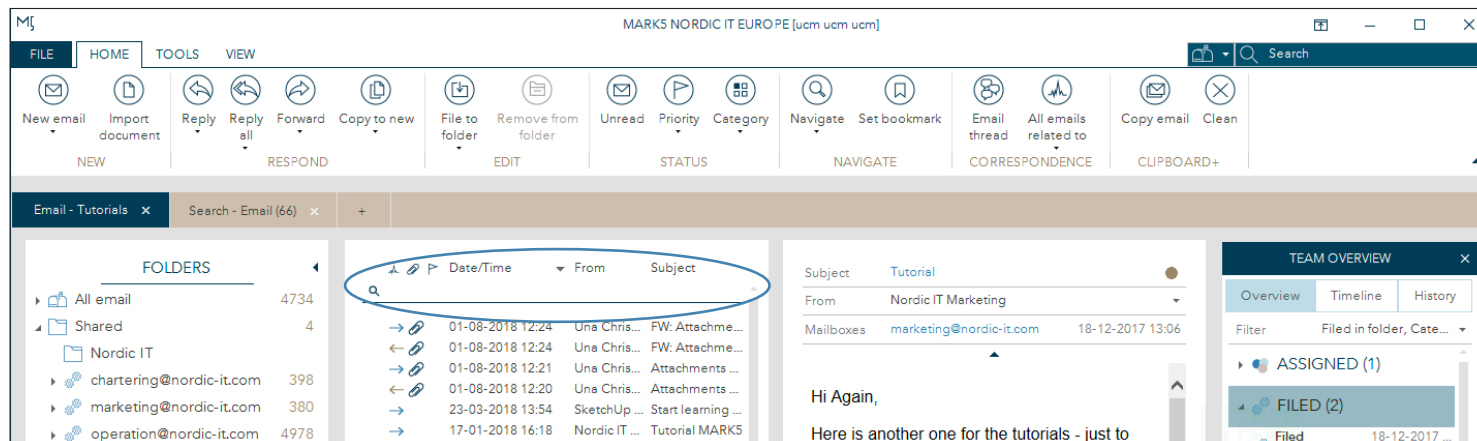 M5 MARK5 NORDIC IT EUROPE [ucm ucm ucm]
FILE HOME TOOLS VIEW Search
New email Import document Reply Reply all Forward Copy to new File to folder Remove from folder Unread Priority Category Navigate Set bookmark Email thread All emails related to Copy email Clean
NEW RESPOND EDIT STATUS NAVIGATE CORRESPONDENCE CLIPBOARD+
Email - Tutorials Search - Email (66) +
FOLDERS
All email 4734
Shared 4
Nordic IT
chartering@nordic-it.com 398
marketing@nordic-it.com 380
operation@nordic-it.com 4978
Date/Time From Subject
01-08-2018 12:24 Una Chris... FW: Attachme...
01-08-2018 12:24 Una Chris... FW: Attachme...
01-08-2018 12:21 Una Chris... Attachments ...
01-08-2018 12:20 Una Chris... Attachments ...
23-03-2018 13:54 SketchUp ... Start learning ...
17-01-2018 16:18 Nordic IT ... Tutorial MARK5
Subject Tutorial
From Nordic IT Marketing
Mailboxes marketing@nordic-it.com 18-12-2017 13:06
Hi Again,
Here is another one for the tutorials - just to
TEAM OVERVIEW
Overview Timeline History
Filter Filed in folder, Cate...
ASSIGNED (1)
FILED (2)
Filed 18-12-2017 ...